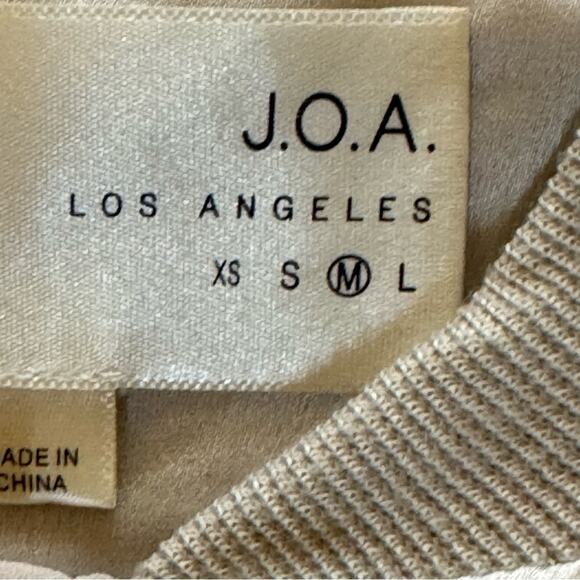 J.O.A.
LOS ANGELES
XS S M L
ADE IN
CHINA